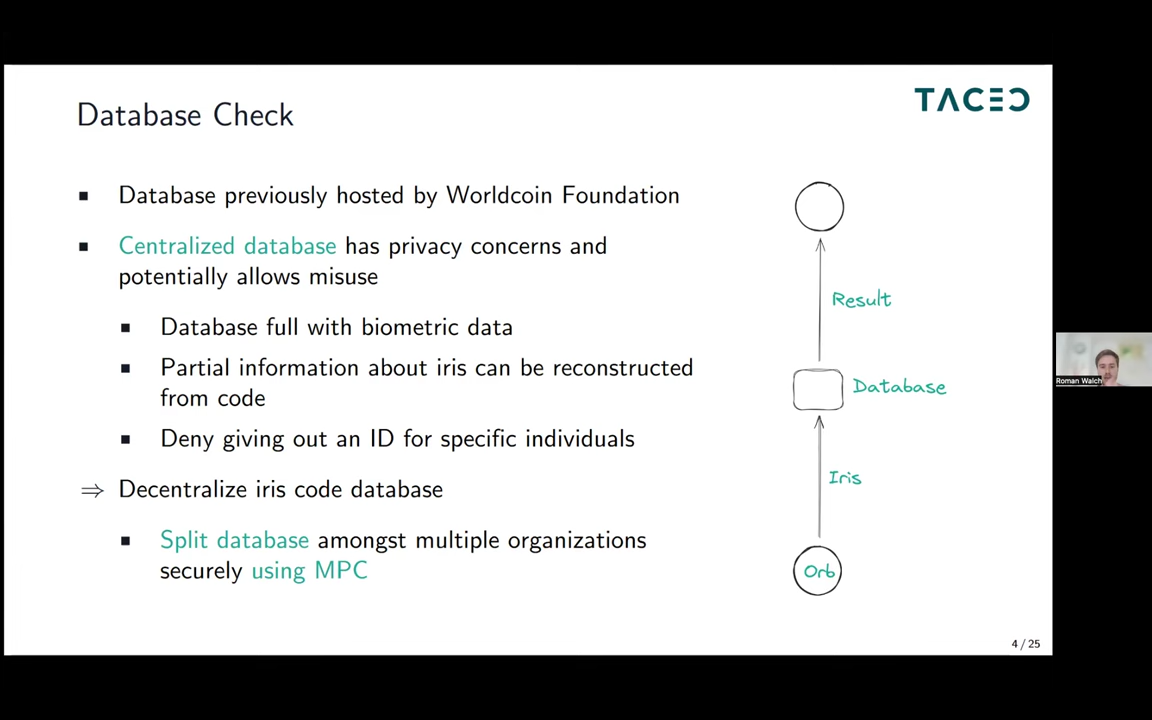 TACEO
Database Check
Database previously hosted by Worldcoin Foundation
Centralized database has privacy concerns and
potentially allows misuse
Database full with biometric data
Partial information about iris can be reconstructed
from code
Deny giving out an ID for specific individuals
⇒ Decentralize iris code database
Split database amongst multiple organizations
securely using MPC
Result
Database
Iris
Orb
Roman Walch
4 / 25